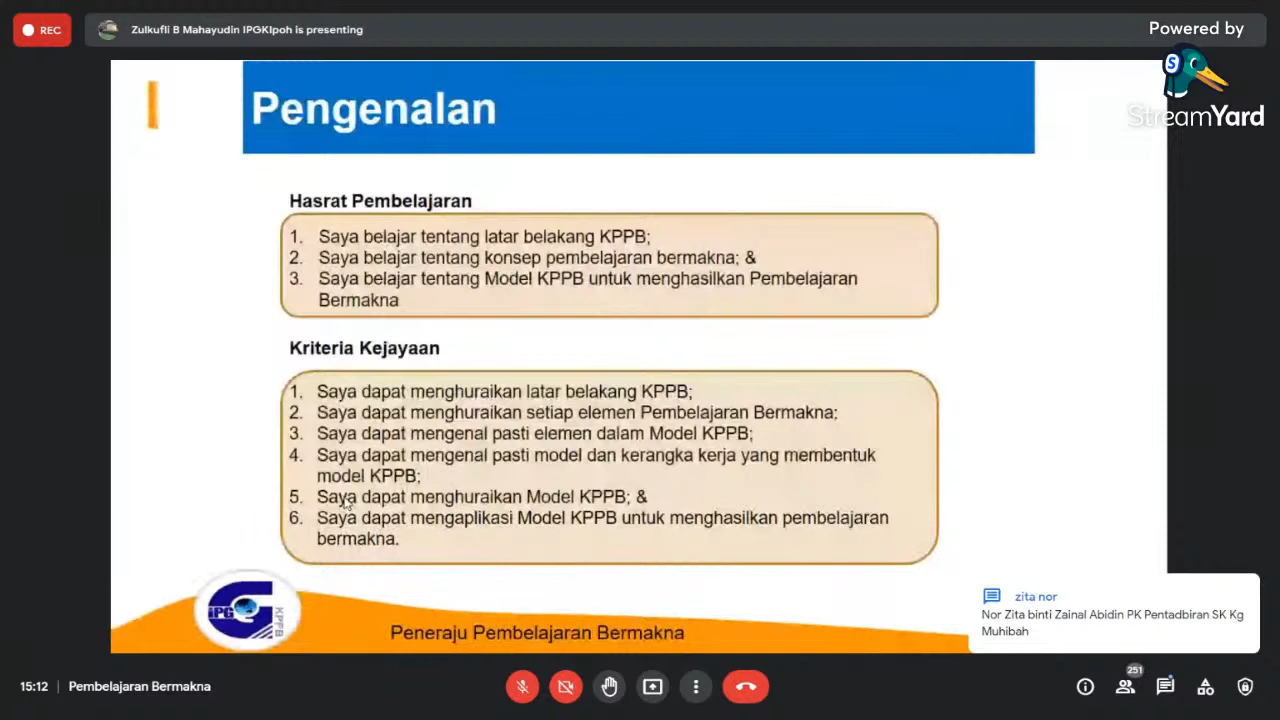 REC
Zulkufli B Mahayudin IPGKIpoh is presenting
Powered by
S
StreamYard
Pengenalan
Hasrat Pembelajaran
1. Saya belajar tentang latar belakang KPPB;
2. Saya belajar tentang konsep pembelajaran bermakna; &
3. Saya belajar tentang Model KPPB untuk menghasilkan Pembelajaran
Bermakna
Kriteria Kejayaan
1. Saya dapat menghuraikan latar belakang KPPB;
2. Saya dapat menghuraikan setiap elemen Pembelajaran Bermakna;
3. Saya dapat mengenal pasti elemen dalam Model KPPB;
4. Saya dapat mengenal pasti model dan kerangka kerja yang membentuk
model KPPB;
5. Saya dapat menghuraikan Model KPPB; &
6. Saya dapat mengaplikasi Model KPPB untuk menghasilkan pembelajaran
bermakna.
IPG
KPPB
Peneraju Pembelajaran Bermakna
zita nor
Nor Zita binti Zainal Abidin PK Pentadbiran SK Kg
Muhibah
15:12 | Pembelajaran Bermakna
251